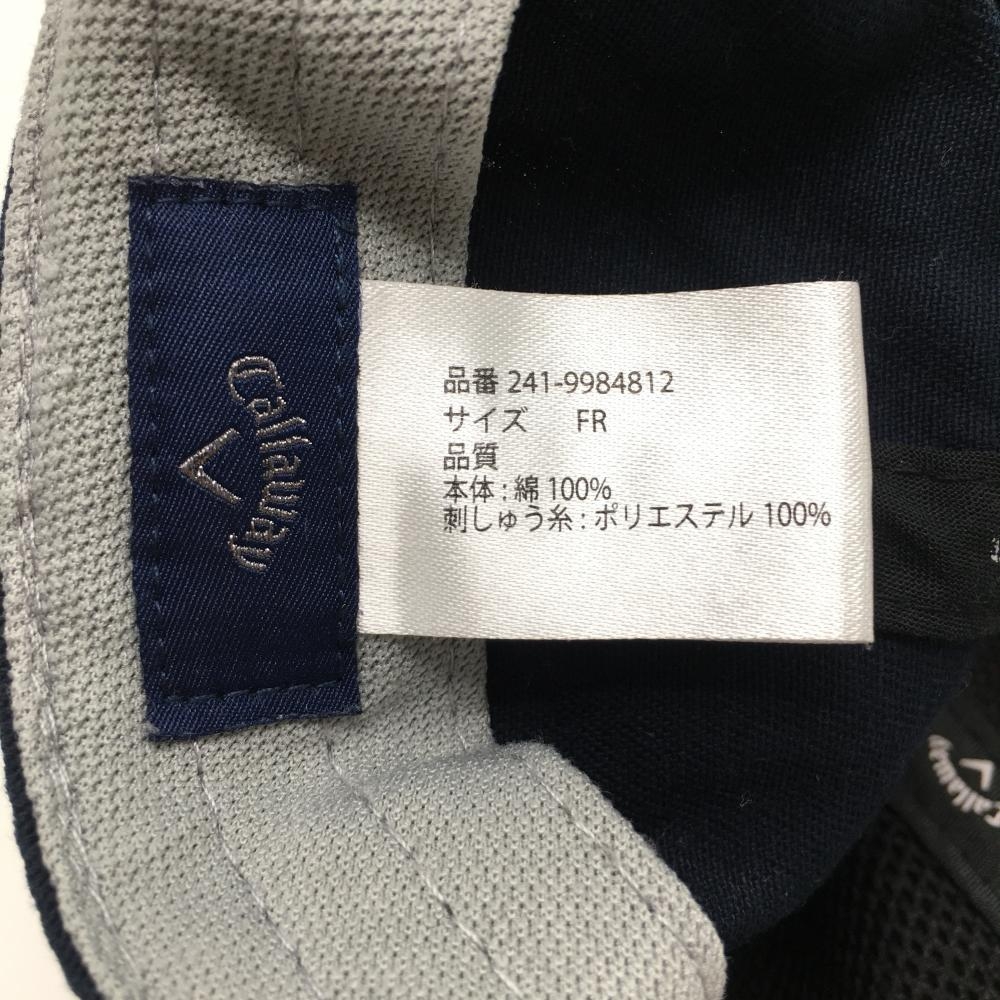 Callaway
品番 241-9984812
サイズ FR
品質
本体 : 綿 100%
刺しゅう糸 : ポリエステル 100%
Callaway